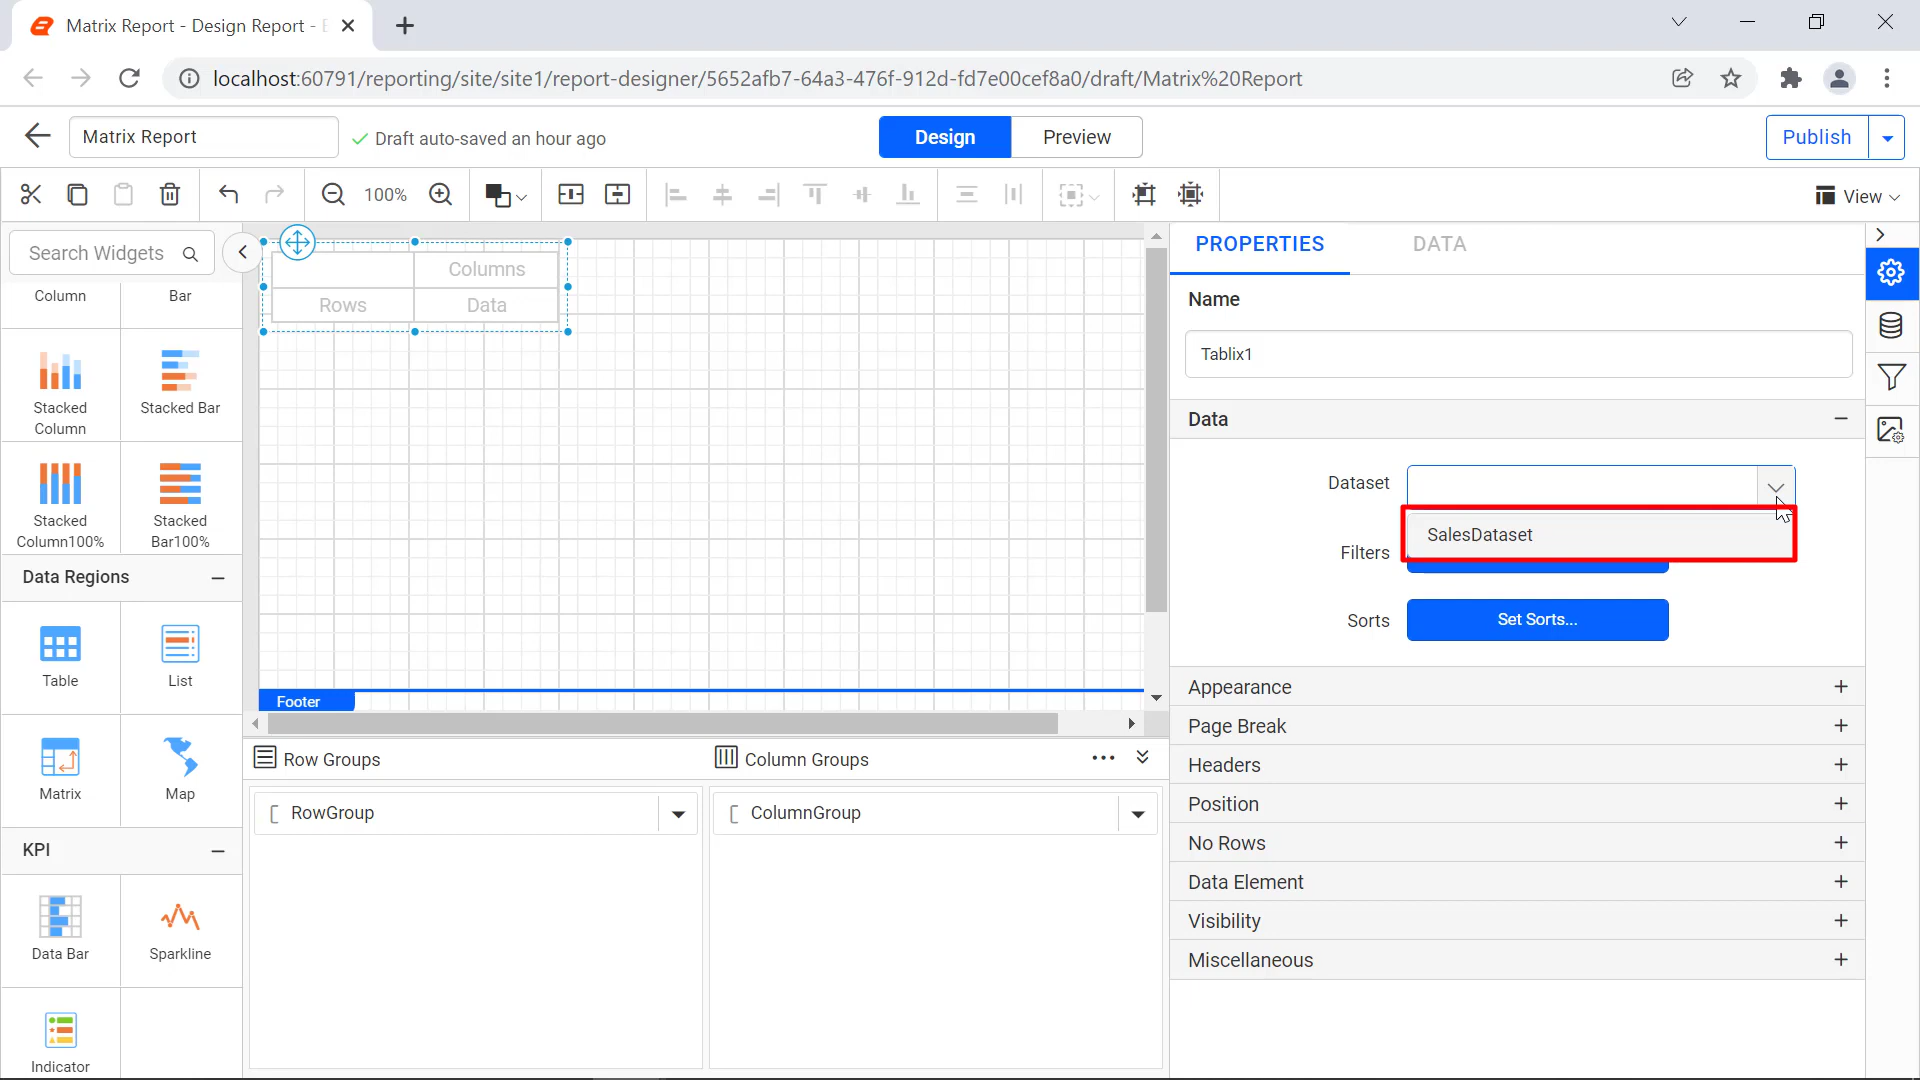 Matrix Report - Design Report -
localhost:60791/reporting/site/site1/report-designer/5652afb7-64a3-476f-912d-fd7e00cef8a0/draft/Matrix%20Report
Matrix Report
Draft auto-saved an hour ago
Design
Preview
Publish
100%
View
Search Widgets
Column
Bar
Stacked
Column
Stacked Bar
Stacked
Column100%
Stacked
Bar100%
Data Regions
Table
List
Matrix
Map
KPI
Data Bar
Sparkline
Indicator
Columns
Rows
Data
Footer
Row Groups
Column Groups
RowGroup
ColumnGroup
PROPERTIES
DATA
Name
Tablix1
Data
Dataset
SalesDataset
Filters
Sorts
Set Sorts...
Appearance
Page Break
Headers
Position
No Rows
Data Element
Visibility
Miscellaneous